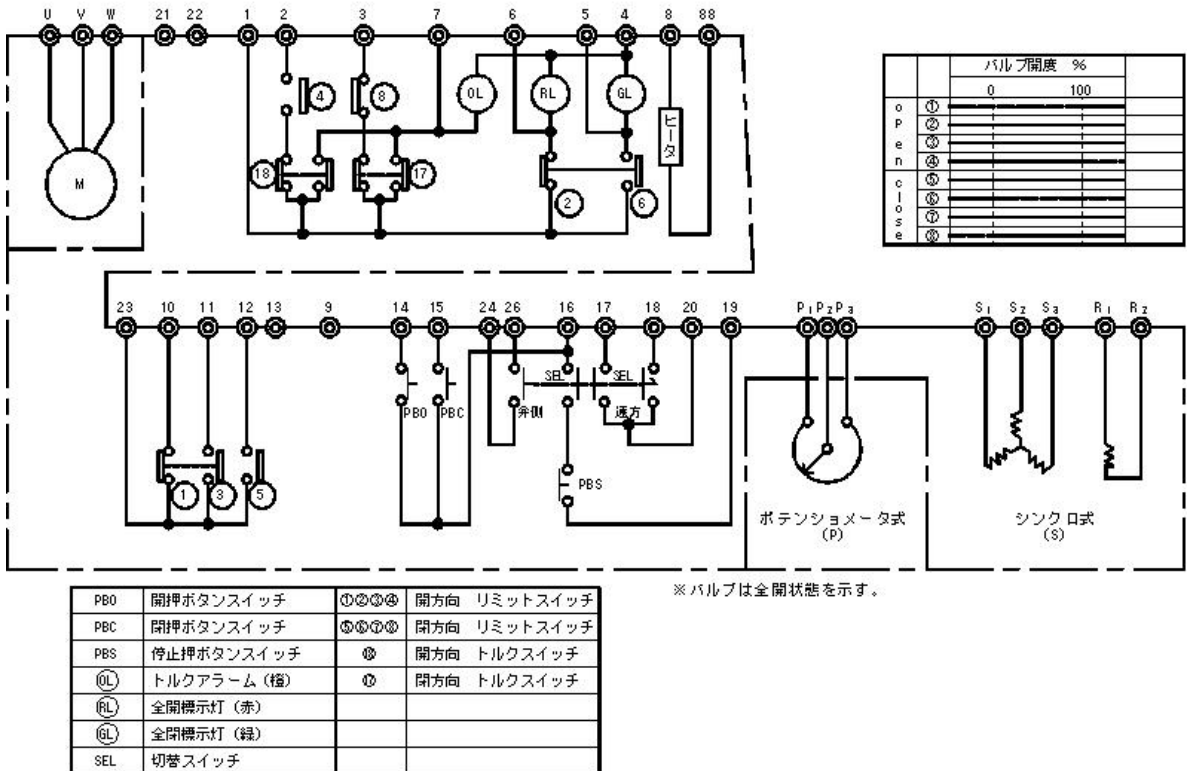 U V W 21 22 1 2 3 7 6 5 4 8 88
④ ⑧ OL RL GL
ヒータ
M
⑱ ⑰
② ⑥
バルブ開度 %
0 100
open
① ② ③ ④
close
⑤ ⑥ ⑦ ⑧
23 10 11 12 13 9 14 15 24 26 16 17 18 20 19 P1 P2 P3 S1 S2 S3 R1 R2
SEL SEL
PBO PBC 弁側 遠方
PBS
① ③ ⑤
ポテンショメータ式
(P)
シンクロ式
(S)
※バルブは全開状態を示す。
PBO 開押ボタンスイッチ ①②③④ 開方向 リミットスイッチ
PBC 閉押ボタンスイッチ ⑤⑥⑦⑧ 閉方向 リミットスイッチ
PBS 停止押ボタンスイッチ ⑱ 開方向 トルクスイッチ
OL トルクアラーム (橙) ⑰ 閉方向 トルクスイッチ
RL 全開標示灯 (赤)
GL 全閉標示灯 (緑)
SEL 切替スイッチ